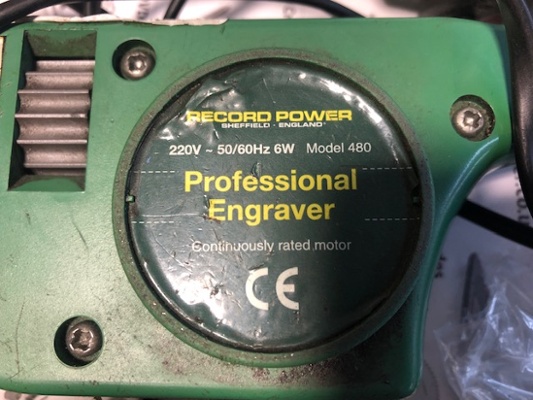 RECORD POWER
SHEFFIELD - ENGLAND
220V ~ 50/60Hz 6W Model 480
Professional
Engraver
Continuously rated motor
CE